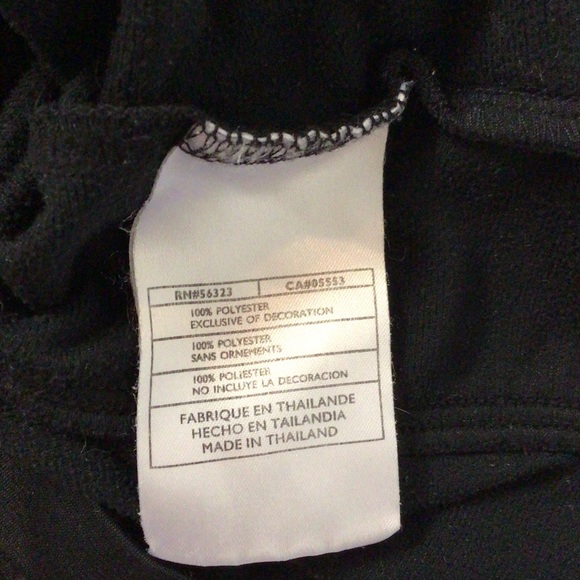 RN#56323 CA#05553
100% POLYESTER
EXCLUSIVE OF DECORATION
100% POLYESTER
SANS ORNEMENTS
100% POLIESTER
NO INCLUYE LA DECORACION
FABRIQUE EN THAILANDE
HECHO EN TAILANDIA
MADE IN THAILAND